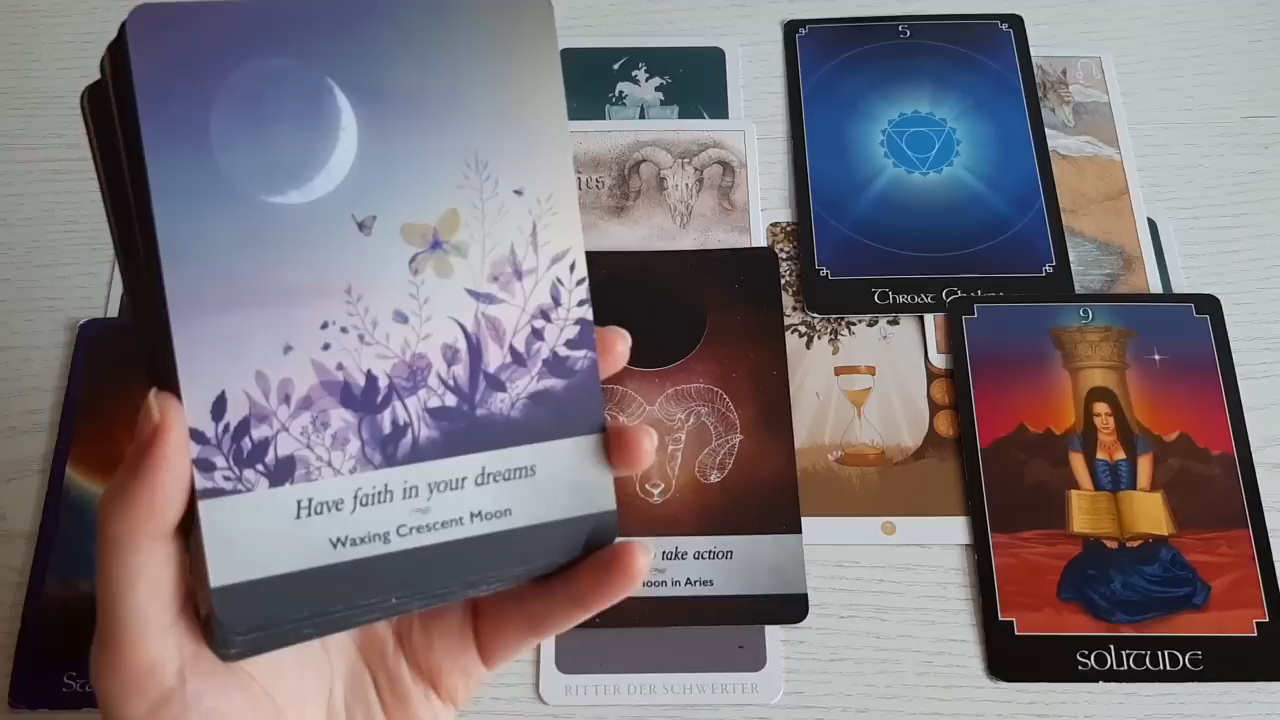 Have faith in your dreams
Waxing Crescent Moon
5
Throat
9
SOLITUDE
take action
Moon in Aries
RITTER DER SCHWERTER